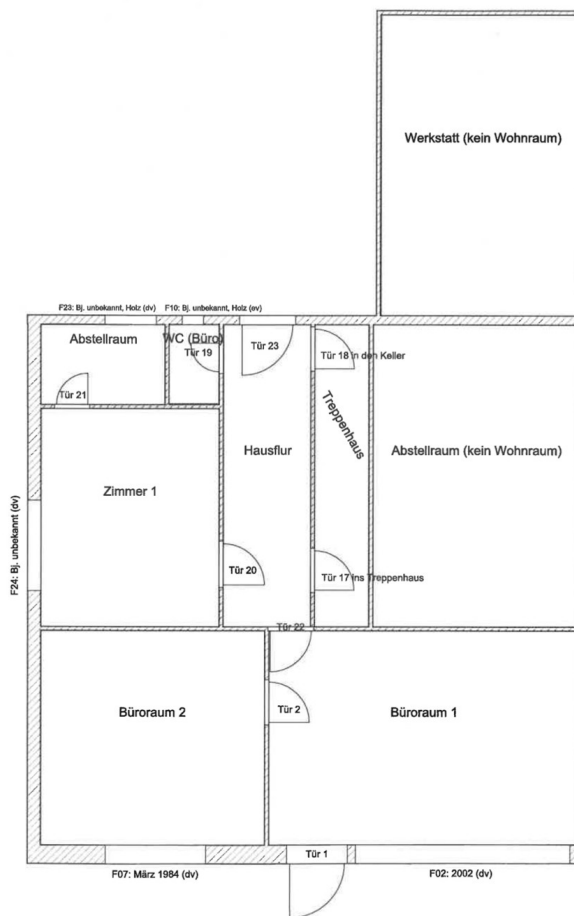 Werkstatt (kein Wohnraum)
F23: Bj. unbekannt, Holz (dv)
F10: Bj. unbekannt, Holz (ev)
Abstellraum
WC (Büro)
Tür 19
Tür 23
Tür 18 in den Keller
Tür 21
Treppenhaus
Hausflur
Abstellraum (kein Wohnraum)
Zimmer 1
F24: Bj. unbekannt (dv)
Tür 20
Tür 17 ins Treppenhaus
Tür 22
Büroraum 2
Tür 2
Büroraum 1
Tür 1
F07: März 1984 (dv)
F02: 2002 (dv)